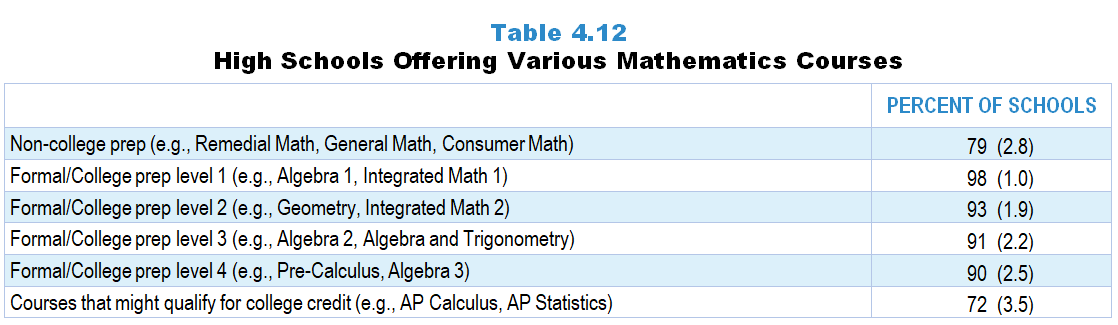 Table 4.12
High Schools Offering Various Mathematics Courses
PERCENT OF SCHOOLS
Non-college prep (e.g., Remedial Math, General Math, Consumer Math) 79 (2.8)
Formal/College prep level 1 (e.g., Algebra 1, Integrated Math 1) 98 (1.0)
Formal/College prep level 2 (e.g., Geometry, Integrated Math 2) 93 (1.9)
Formal/College prep level 3 (e.g., Algebra 2, Algebra and Trigonometry) 91 (2.2)
Formal/College prep level 4 (e.g., Pre-Calculus, Algebra 3) 90 (2.5)
Courses that might qualify for college credit (e.g., AP Calculus, AP Statistics) 72 (3.5)